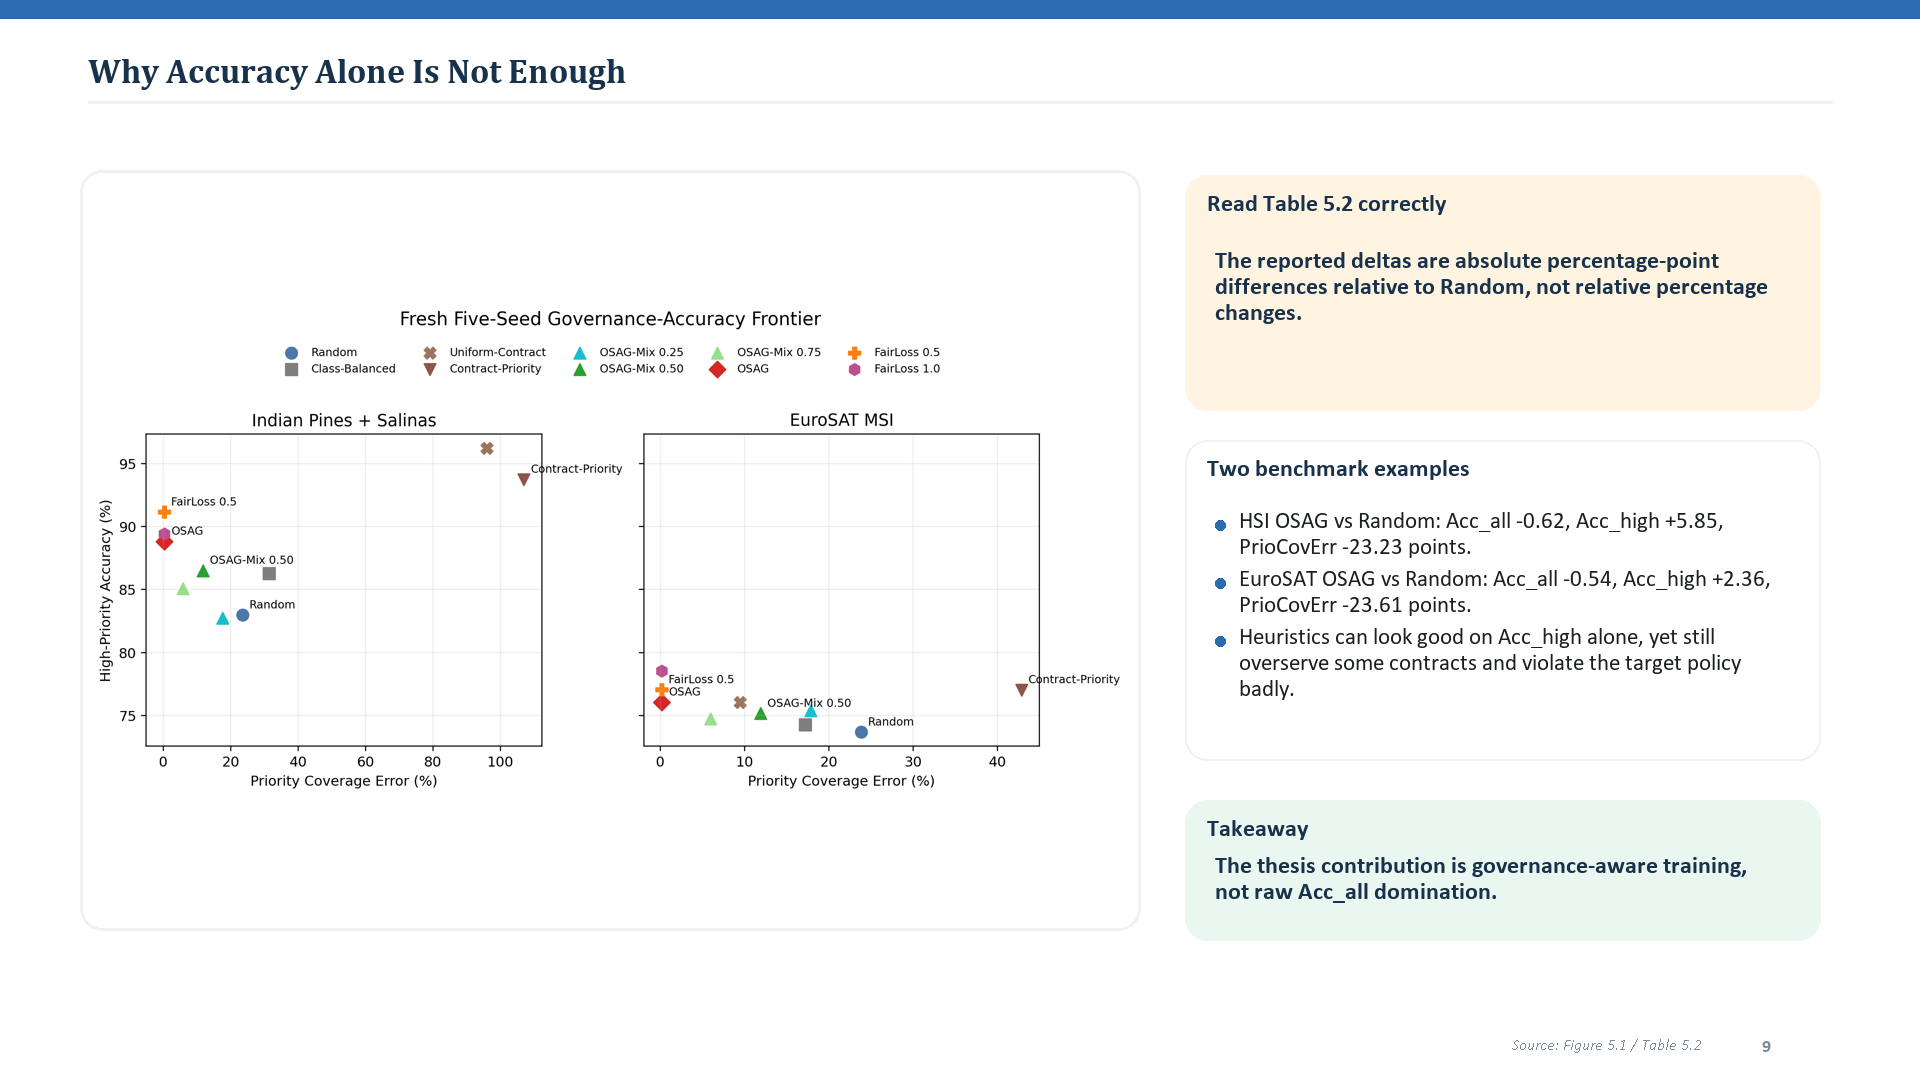 Why Accuracy Alone Is Not Enough
Fresh Five-Seed Governance-Accuracy Frontier
Random
Uniform-Contract
OSAG-Mix 0.25
OSAG-Mix 0.75
FairLoss 0.5
Class-Balanced
Contract-Priority
OSAG-Mix 0.50
OSAG
FairLoss 1.0
Indian Pines + Salinas
High-Priority Accuracy (%)
95
90
85
80
75
Contract-Priority
FairLoss 0.5
OSAG
OSAG-Mix 0.50
Random
0
20
40
60
80
100
Priority Coverage Error (%)
EuroSAT MSI
FairLoss 0.5
OSAG
Contract-Priority
OSAG-Mix 0.50
Random
0
10
20
30
40
Priority Coverage Error (%)
Read Table 5.2 correctly
The reported deltas are absolute percentage-point
differences relative to Random, not relative percentage
changes.
Two benchmark examples
HSI OSAG vs Random: Acc_all -0.62, Acc_high +5.85,
PrioCovErr -23.23 points.
EuroSAT OSAG vs Random: Acc_all -0.54, Acc_high +2.36,
PrioCovErr -23.61 points.
Heuristics can look good on Acc_high alone, yet still
overserve some contracts and violate the target policy
badly.
Takeaway
The thesis contribution is governance-aware training,
not raw Acc_all domination.
Source: Figure 5.1 / Table 5.2
9